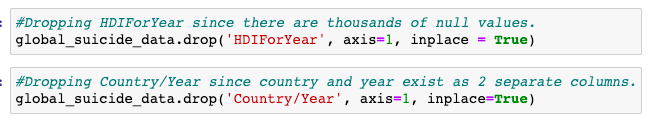 #Dropping HDIForYear since there are thousands of null values.
global_suicide_data.drop('HDIForYear', axis=1, inplace = True)
#Dropping Country/Year since country and year exist as 2 separate columns.
global_suicide_data.drop('Country/Year', axis=1, inplace=True)